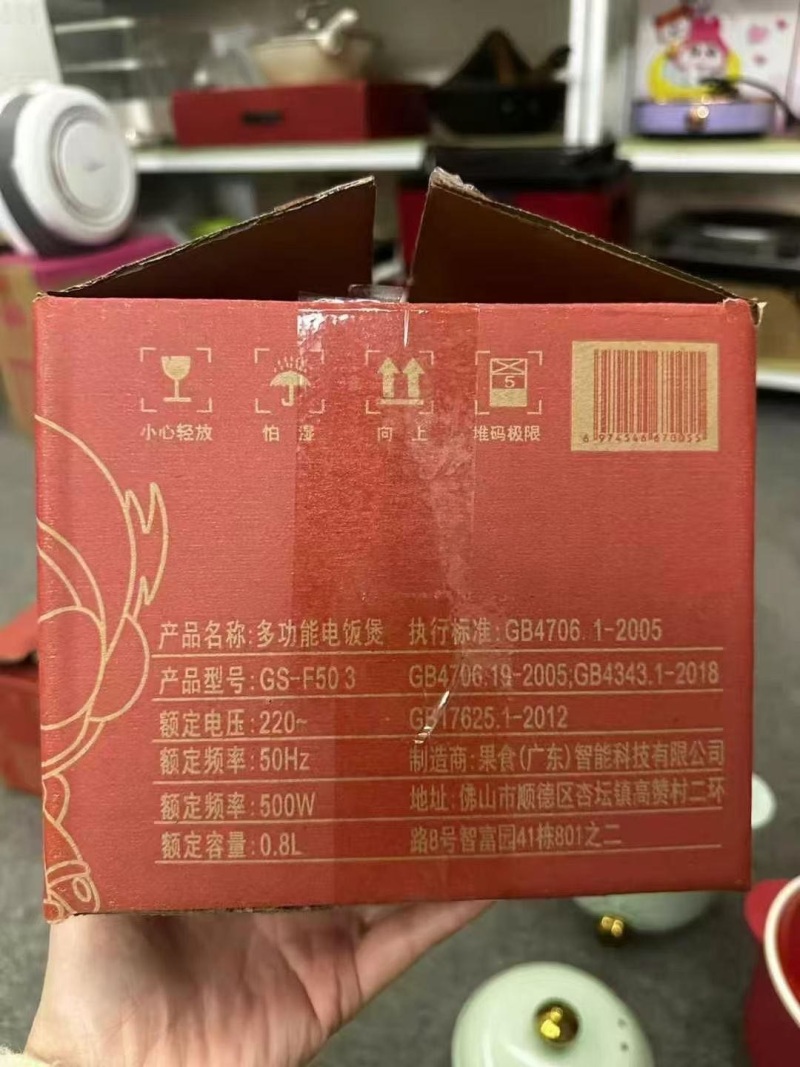 小心轻放
怕 湿
向 上
5
堆码极限
6 974546 670055
产品名称:多功能电饭煲
产品型号:GS-F50 3
额定电压:220~
额定频率:50Hz
额定频率:500W
额定容量:0.8L
执行标准:GB4706.1-2005
GB4706.19-2005;GB4343.1-2018
GB17625.1-2012
制造商:果食(广东)智能科技有限公司
地址:佛山市顺德区杏坛镇高赞村二环
路8号智富园41栋801之二